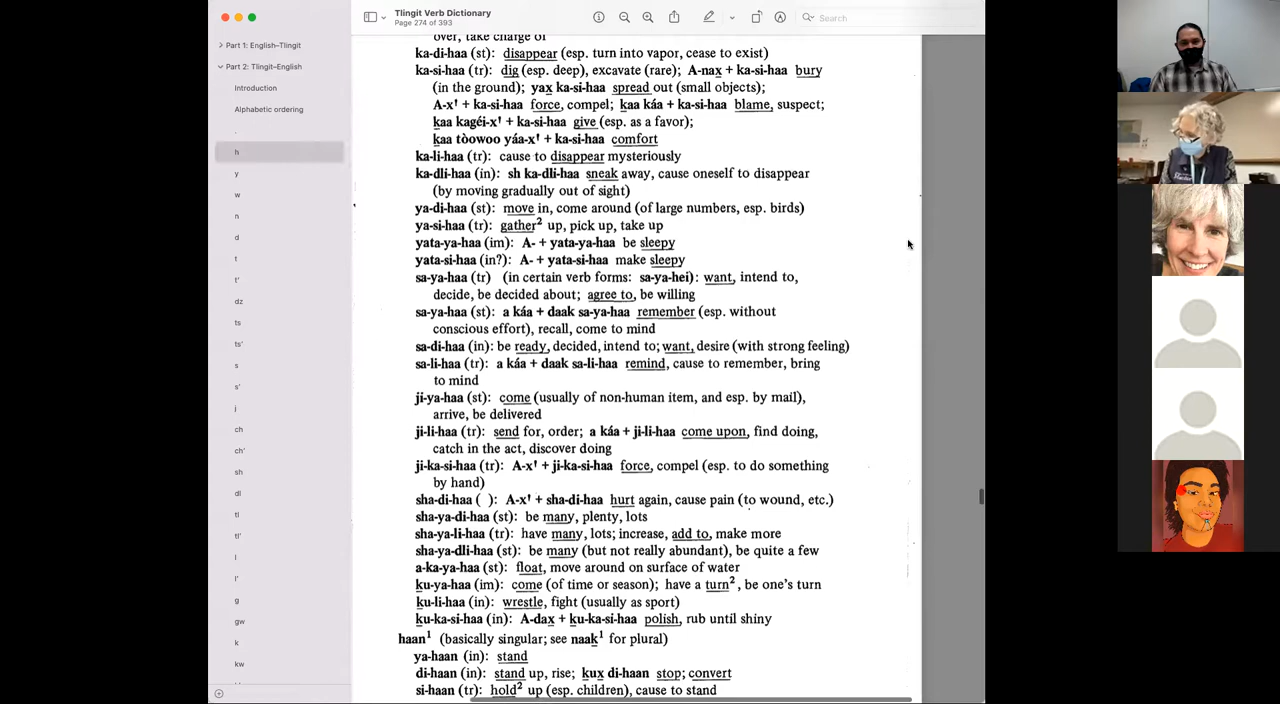 Tlingit Verb Dictionary
Page 274 of 393
Search
Part 1: English–Tlingit
Part 2: Tlingit–English
Introduction
Alphabetic ordering
.
h
y
w
n
d
t
t'
dz
ts
ts'
s
s'
j
ch
ch'
sh
dl
tl
tl'
l
l'
g
gw
k
kw
over, take charge of
ka-di-haa (st): disappear (esp. turn into vapor, cease to exist)
ka-si-haa (tr): dig (esp. deep), excavate (rare); A-nax̲ + ka-si-haa bury
(in the ground); yax̲ ka-si-haa spread out (small objects);
A-x' + ka-si-haa force, compel; k̲aa káa + ka-si-haa blame, suspect;
k̲aa kagéi-x' + ka-si-haa give (esp. as a favor);
k̲aa tòowoo yáa-x' + ka-si-haa comfort
ka-li-haa (tr): cause to disappear mysteriously
ka-dli-haa (in): sh ka-dli-haa sneak away, cause oneself to disappear
(by moving gradually out of sight)
ya-di-haa (st): move in, come around (of large numbers, esp. birds)
ya-si-haa (tr): gather² up, pick up, take up
yata-ya-haa (im): A- + yata-ya-haa be sleepy
yata-si-haa (in?): A- + yata-si-haa make sleepy
sa-ya-haa (tr) (in certain verb forms: sa-ya-hei): want, intend to,
decide, be decided about; agree to, be willing
sa-ya-haa (st): a káa + daak sa-ya-haa remember (esp. without
conscious effort), recall, come to mind
sa-di-haa (in): be ready, decided, intend to; want, desire (with strong feeling)
sa-li-haa (tr): a káa + daak sa-li-haa remind, cause to remember, bring
to mind
ji-ya-haa (st): come (usually of non-human item, and esp. by mail),
arrive, be delivered
ji-li-haa (tr): send for, order; a káa + ji-li-haa come upon, find doing,
catch in the act, discover doing
ji-ka-si-haa (tr): A-x' + ji-ka-si-haa force, compel (esp. to do something
by hand)
sha-di-haa ( ): A-x' + sha-di-haa hurt again, cause pain (to wound, etc.)
sha-ya-di-haa (st): be many, plenty, lots
sha-ya-li-haa (tr): have many, lots; increase, add to, make more
sha-ya-dli-haa (st): be many (but not really abundant), be quite a few
a-ka-ya-haa (st): float, move around on surface of water
k̲u-ya-haa (im): come (of time or season); have a turn², be one's turn
k̲u-li-haa (in): wrestle, fight (usually as sport)
k̲u-ka-si-haa (in): A-dax̲ + k̲u-ka-si-haa polish, rub until shiny
haan¹ (basically singular; see naak̲¹ for plural)
ya-haan (in): stand
di-haan (in): stand up, rise; k̲ux̲ di-haan stop; convert
si-haan (tr): hold² up (esp. children), cause to stand